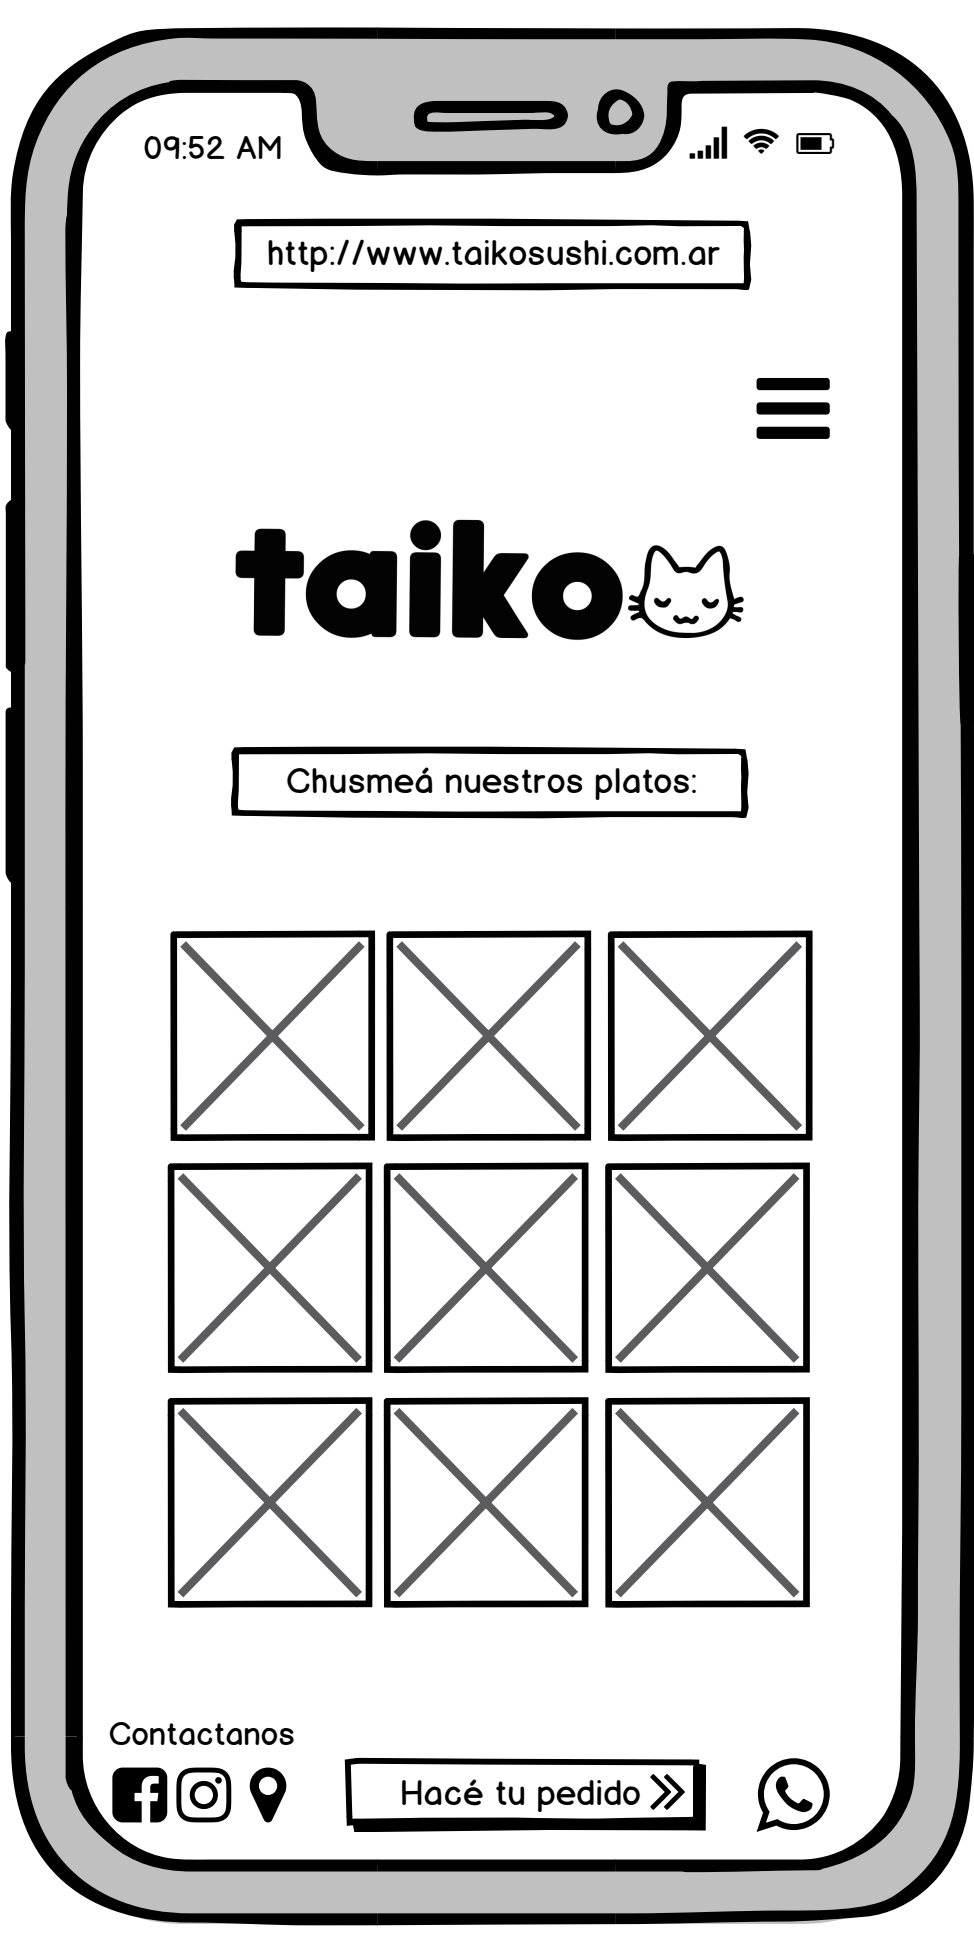 09:52 AM
http://www.taikosushi.com.ar
taiko
Chusmeá nuestros platos:
Contactanos
Hacé tu pedido